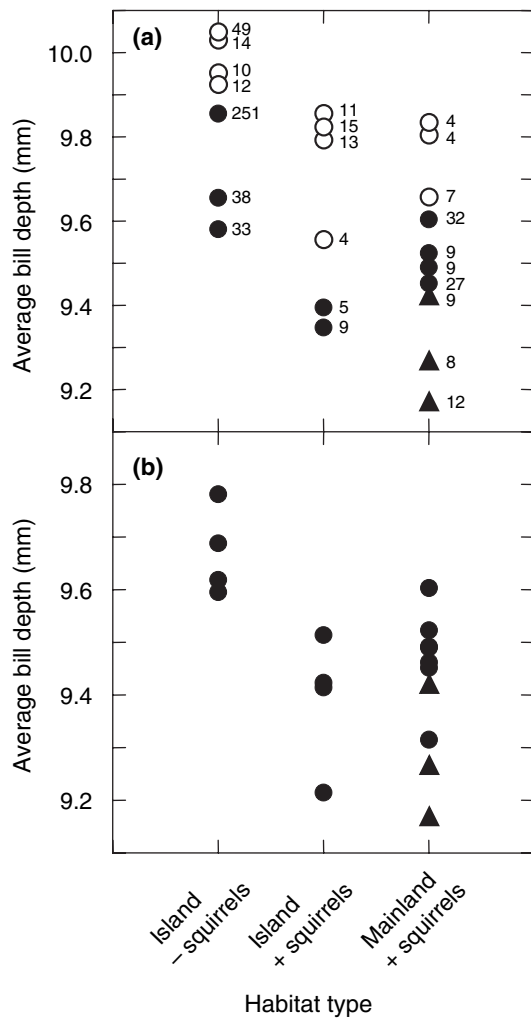 (a)
Average bill depth (mm)
10.0
9.8
9.6
9.4
9.2
49
14
10
12
251
38
33
11
15
13
4
5
9
4
4
7
32
9
9
27
9
8
12
(b)
Average bill depth (mm)
9.8
9.6
9.4
9.2
Island
– squirrels
Island
+ squirrels
Mainland
+ squirrels
Habitat type